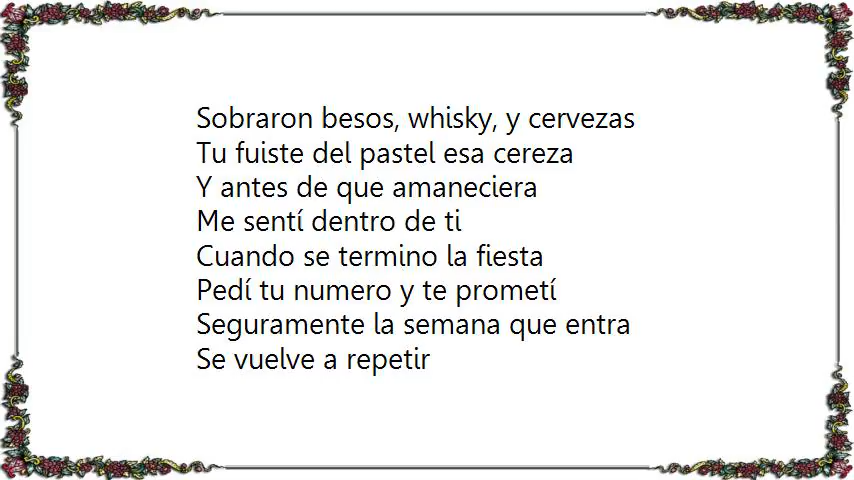 Sobraron besos, whisky, y cervezas
Tu fuiste del pastel esa cereza
Y antes de que amaneciera
Me sentí dentro de ti
Cuando se termino la fiesta
Pedí tu numero y te prometí
Seguramente la semana que entra
Se vuelve a repetir